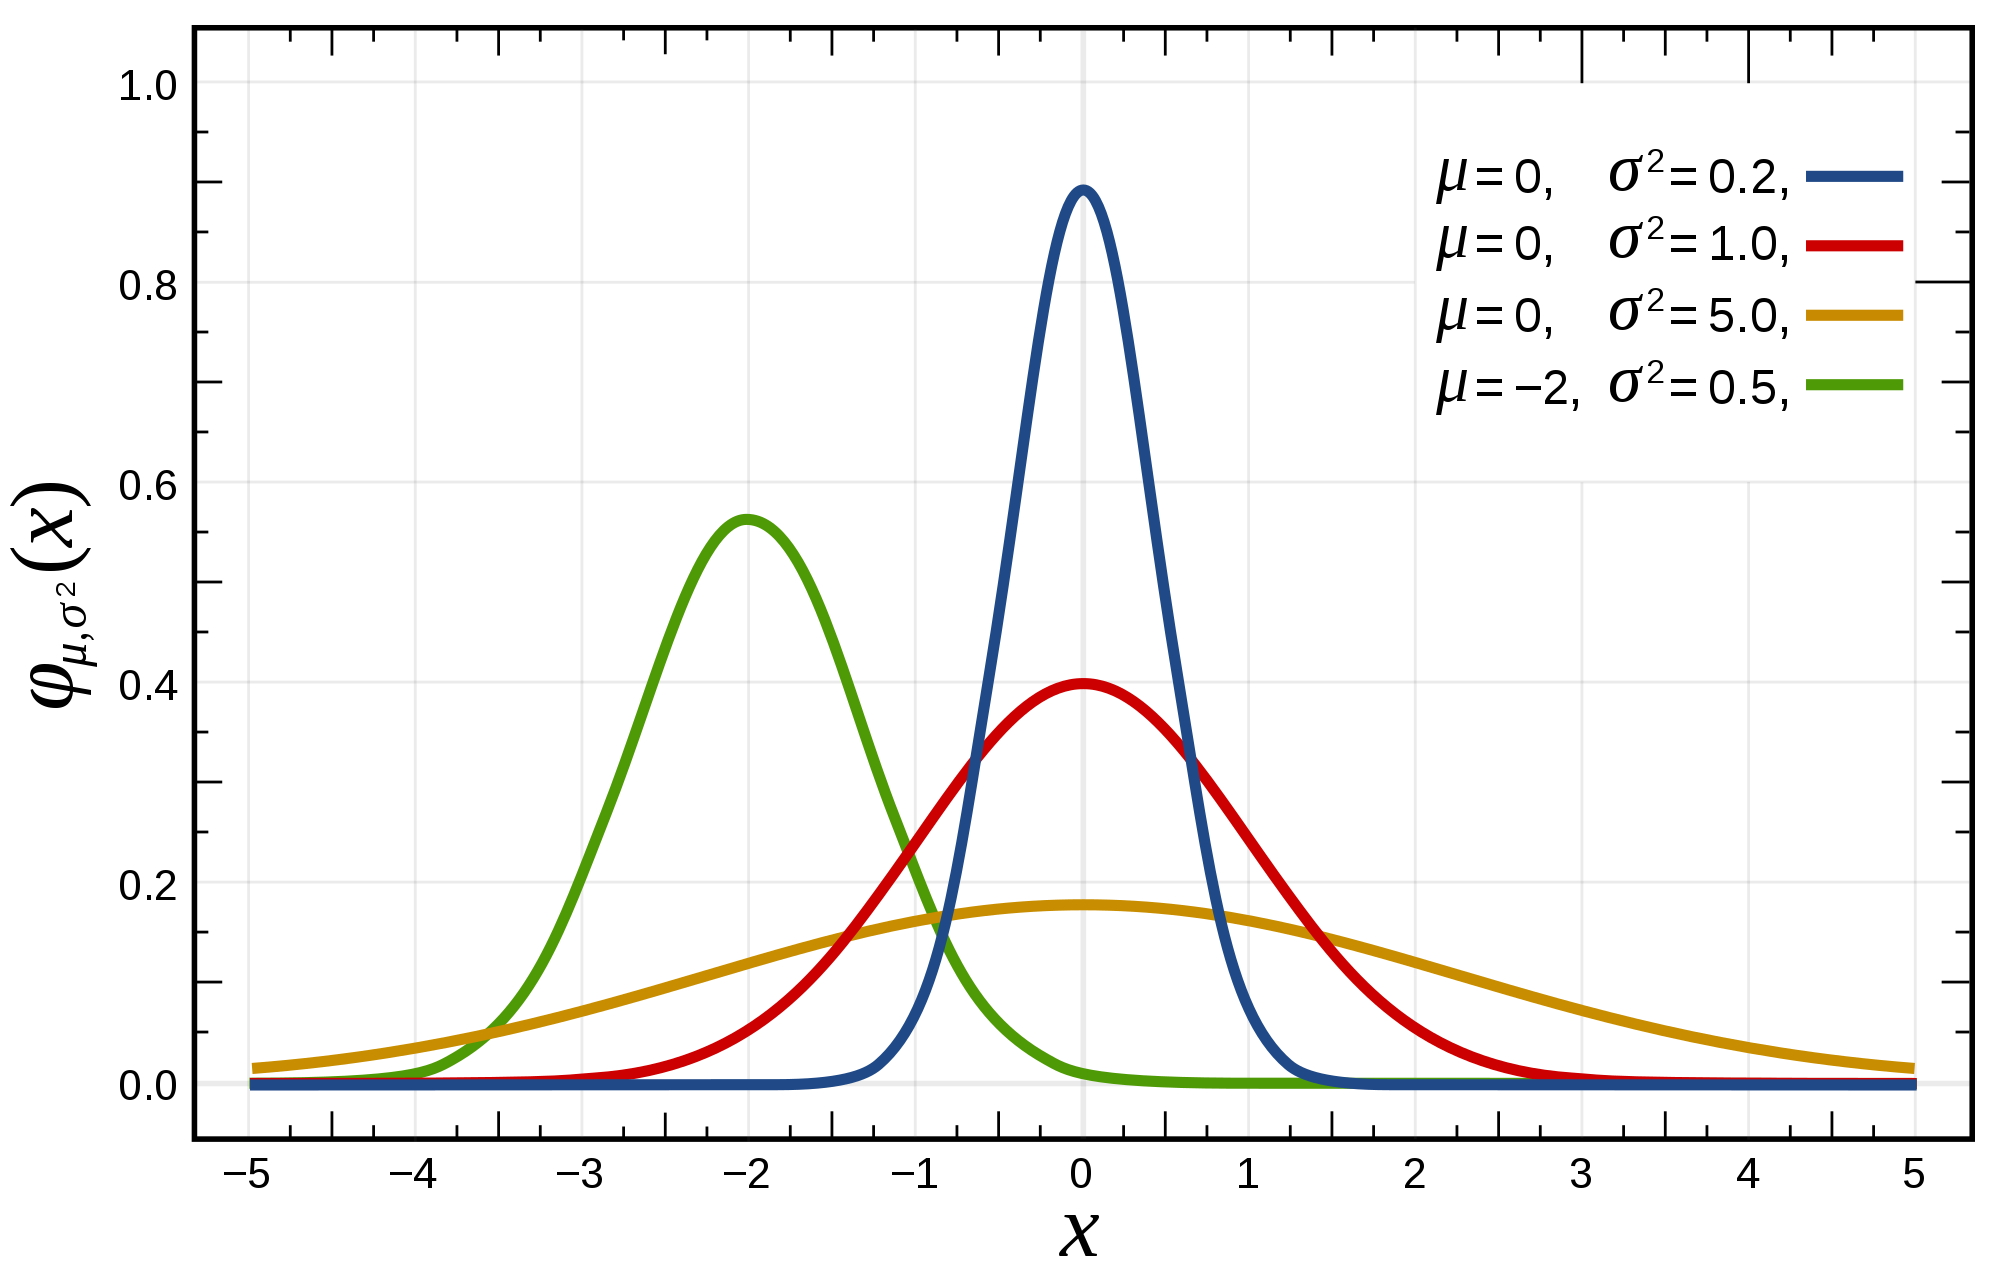 φμ,σ²(x)
1.0
0.8
0.6
0.4
0.2
0.0
μ = 0, σ² = 0.2,
μ = 0, σ² = 1.0,
μ = 0, σ² = 5.0,
μ = −2, σ² = 0.5,
−5 −4 −3 −2 −1 0 1 2 3 4 5
x